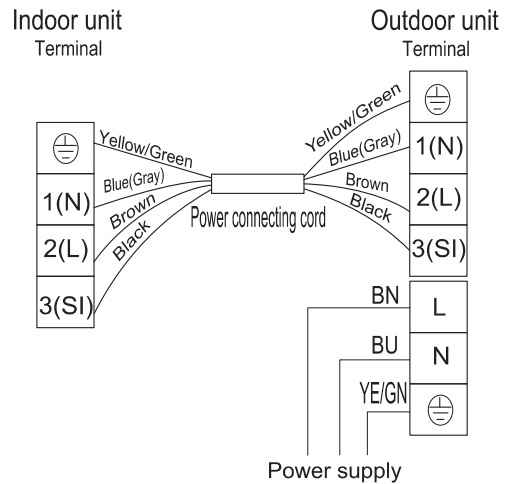 Indoor unit
Terminal
Outdoor unit
Terminal
Yellow/Green
1(N)
Blue(Gray)
2(L)
Brown
3(SI)
Black
Power connecting cord
Yellow/Green
1(N)
Blue(Gray)
2(L)
Brown
3(SI)
Black
BN
L
BU
N
YE/GN
Power supply